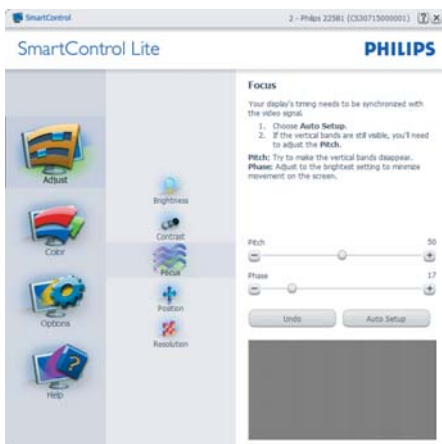 SmartControl
2 - Philips 225B1 (CS30715000001)
SmartControl Lite
PHILIPS
Adjust
Color
Options
Help
Brightness
Contrast
Focus
Position
Resolution
Focus
Your display's timing needs to be synchronized with
the video signal.
1. Choose Auto Setup.
2. If the vertical bands are still visible, you'll need
to adjust the Pitch.
Pitch: Try to make the vertical bands disappear.
Phase: Adjust to the brightest setting to minimize
movement on the screen.
Pitch 50
Phase 17
Undo Auto Setup